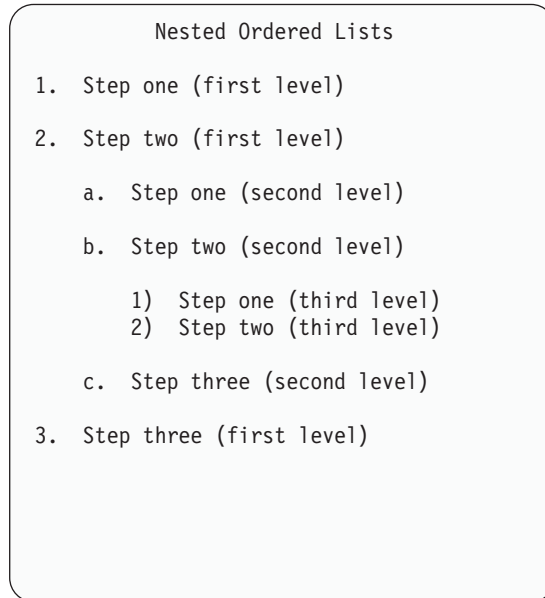 Nested Ordered Lists
1. Step one (first level)
2. Step two (first level)
a. Step one (second level)
b. Step two (second level)
1) Step one (third level)
2) Step two (third level)
c. Step three (second level)
3. Step three (first level)